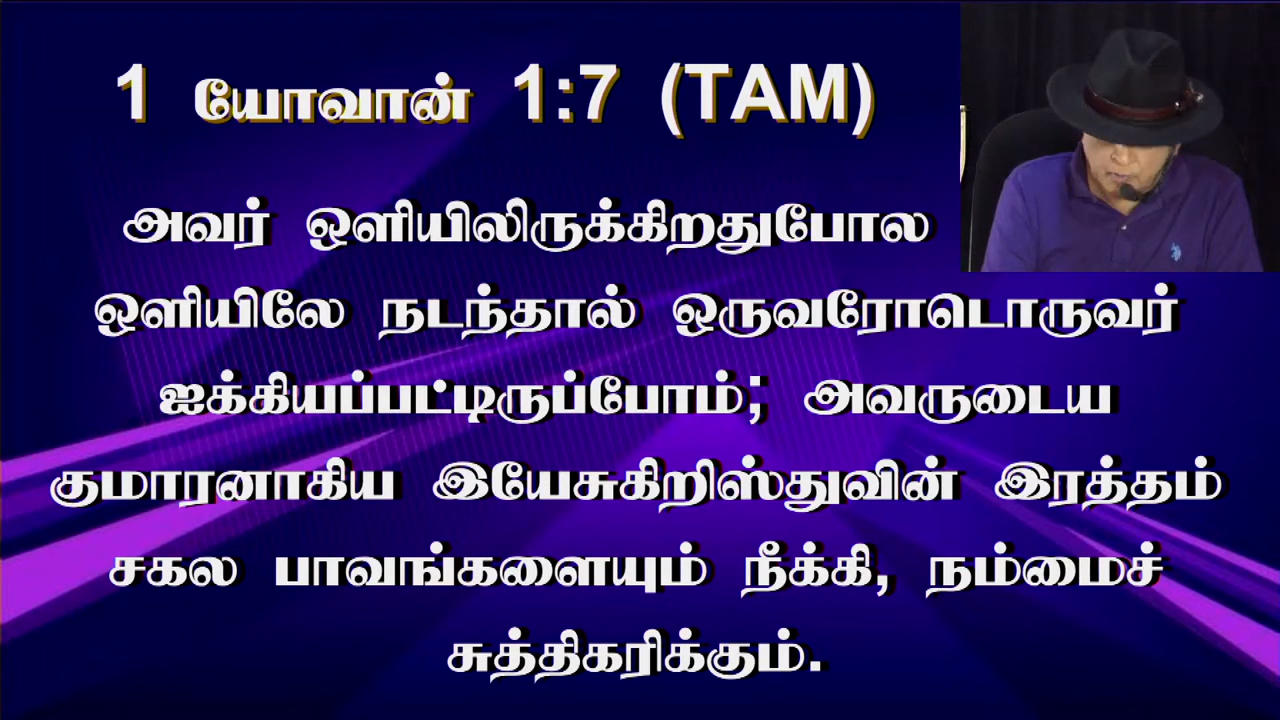 1 யோவான் 1:7 (TAM)
அவர் ஒளியிலிருக்கிறதுபோல
ஒளியிலே நடந்தால் ஒருவரோடொருவர்
ஐக்கியப்பட்டிருப்போம்; அவருடைய
குமாரனாகிய இயேசுகிறிஸ்துவின் இரத்தம்
சகல பாவங்களையும் நீக்கி, நம்மைச்
சுத்திகரிக்கும்.